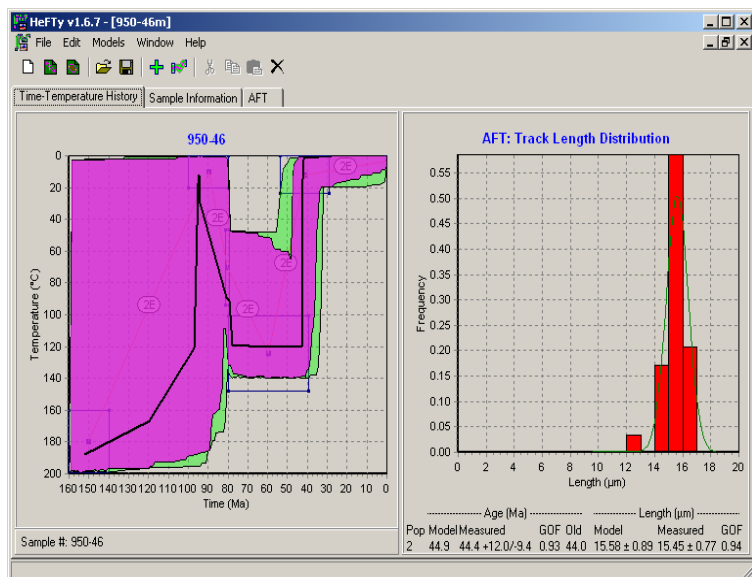 HeFTy v1.6.7 - [950-46m]
File Edit Models Window Help
Time-Temperature History Sample Information AFT
950-46
0
20
40
60
80
100
120
140
160
180
200
Temperature (°C)
2E
2E
2E
2E
2E
160 150 140 130 120 110 100 90 80 70 60 50 40 30 20 10 0
Time (Ma)
Sample #: 950-46
AFT: Track Length Distribution
0.55
0.50
0.45
0.40
0.35
0.30
0.25
0.20
0.15
0.10
0.05
0.00
Frequency
0 2 4 6 8 10 12 14 16 18 20
Length (µm)
Age (Ma) Length (µm)
Pop Model Measured GOF Old Model Measured GOF
2 44.9 44.4 +12.0/-9.4 0.93 44.0 15.58 ± 0.89 15.45 ± 0.77 0.94